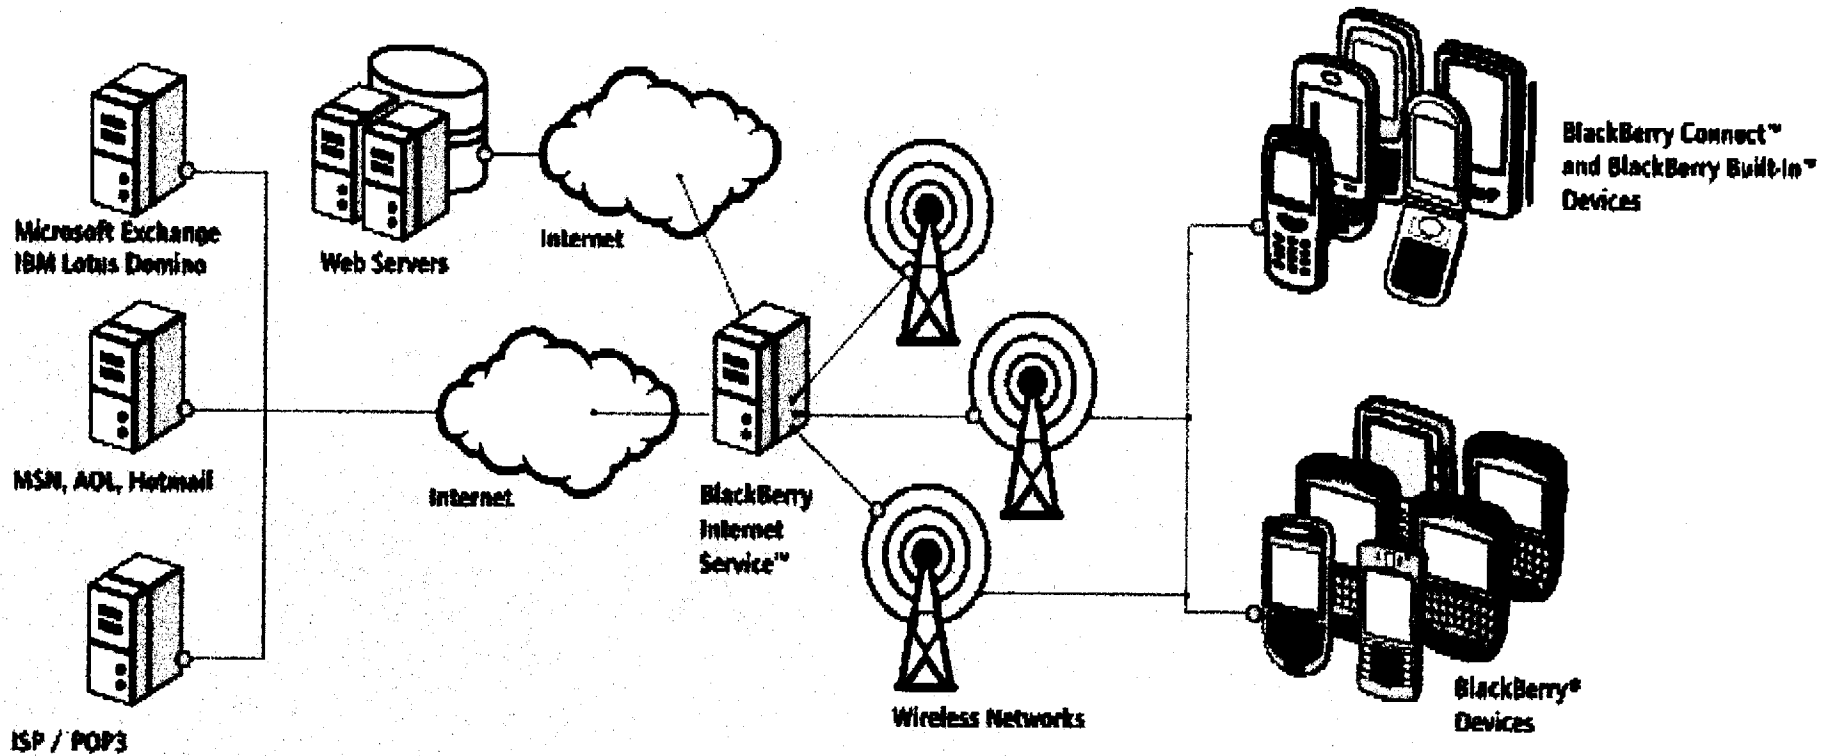 Microsoft Exchange
IBM Lotus Domino
Web Servers
Internet
BlackBerry Connect™
and BlackBerry Built-In™
Devices
MSN, AOL, Hotmail
Internet
BlackBerry
Internet
Service™
ISP / POP3
Wireless Networks
BlackBerry®
Devices